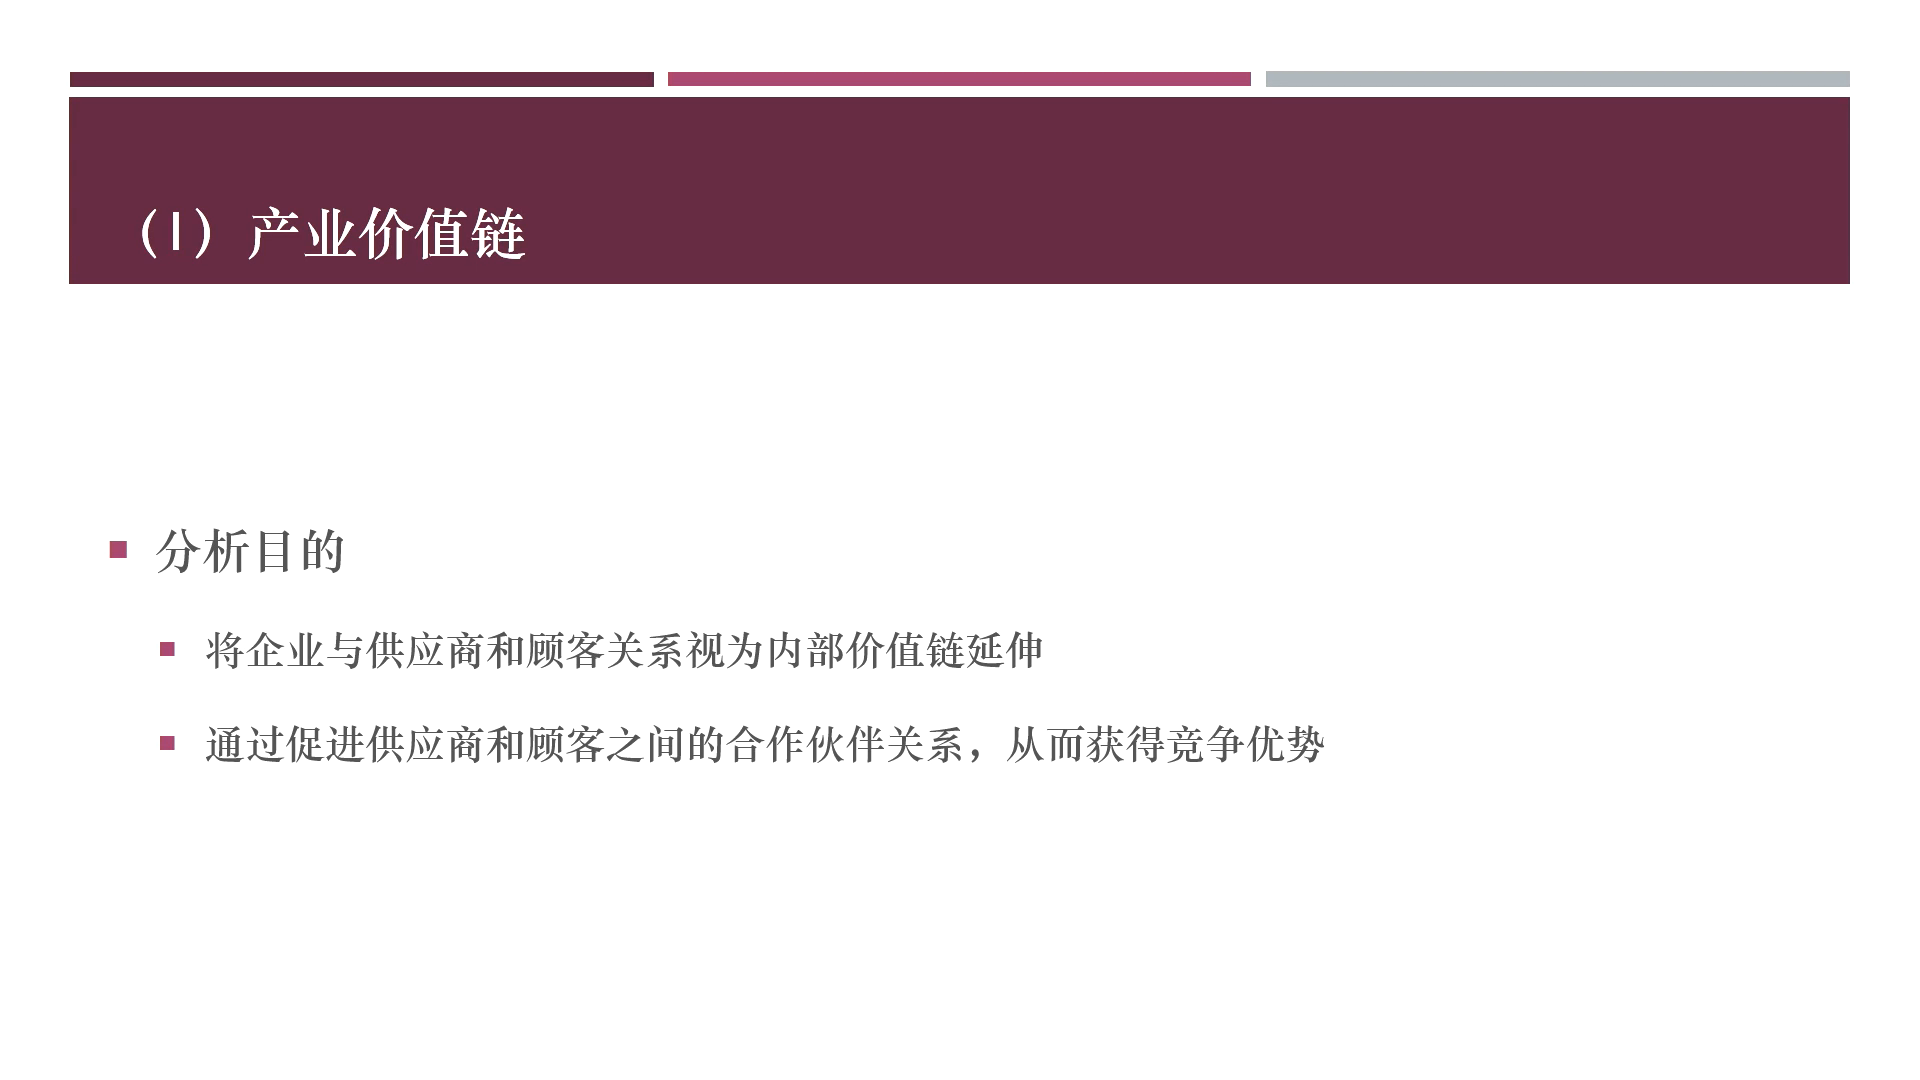 （1）产业价值链
分析目的
将企业与供应商和顾客关系视为内部价值链延伸
通过促进供应商和顾客之间的合作伙伴关系，从而获得竞争优势